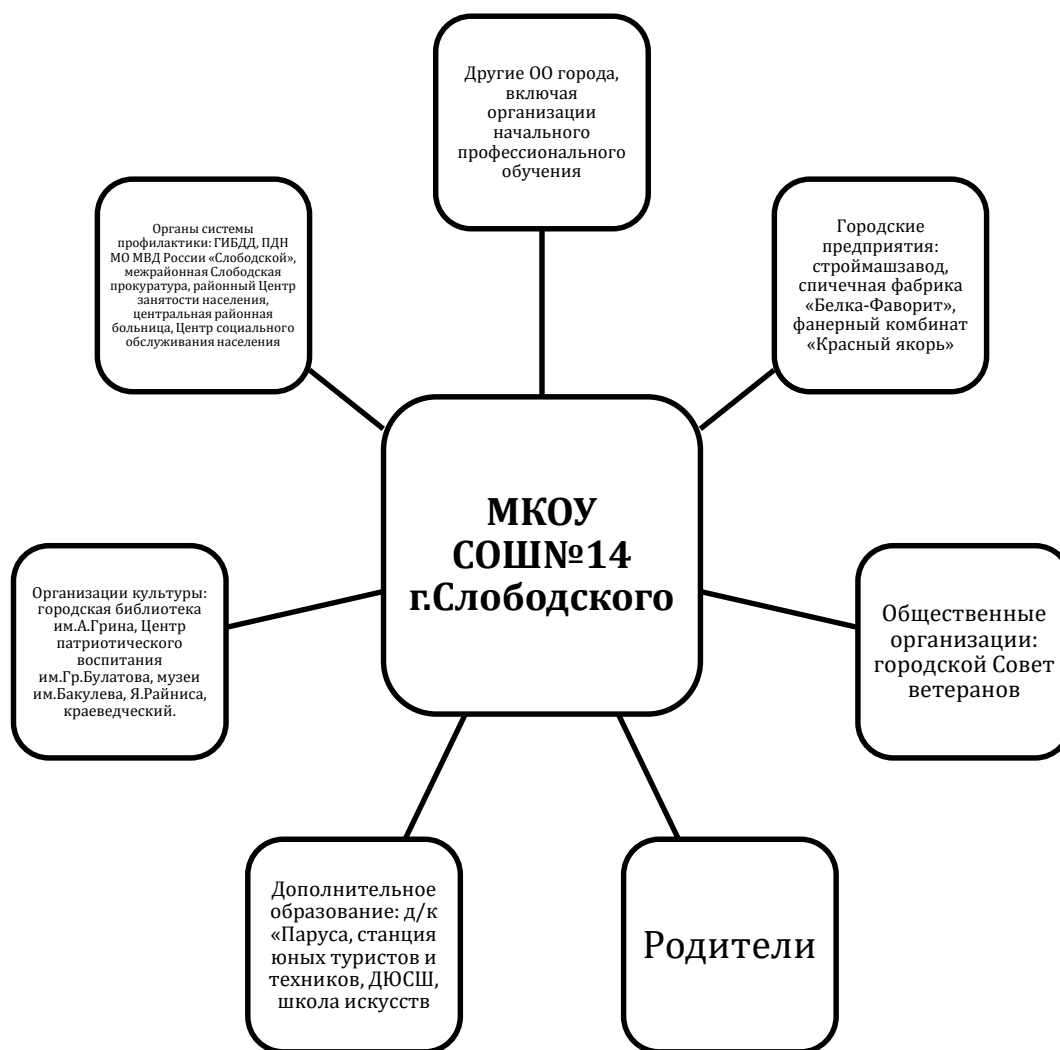 Другие ОО города,
включая
организации
начального
профессионального
обучения
Органы системы
профилактики: ГИБДД, ПДН
МО МВД России «Слободской»,
межрайонная Слободская
прокуратура, районный Центр
занятости населения,
центральная районная
больница, Центр социального
обслуживания населения
Городские
предприятия:
строймашзавод,
спичечная фабрика
«Белка-Фаворит»,
фанерный комбинат
«Красный якорь»
МКОУ
СОШ№14
г.Слободского
Организации культуры:
городская библиотека
им.А.Грина, Центр
патриотического
воспитания
им.Гр.Булатова, музеи
им.Бакулева, Я.Райниса,
краеведческий.
Общественные
организации:
городской Совет
ветеранов
Дополнительное
образование: д/к
«Паруса, станция
юных туристов и
техников, ДЮСШ,
школа искусств
Родители